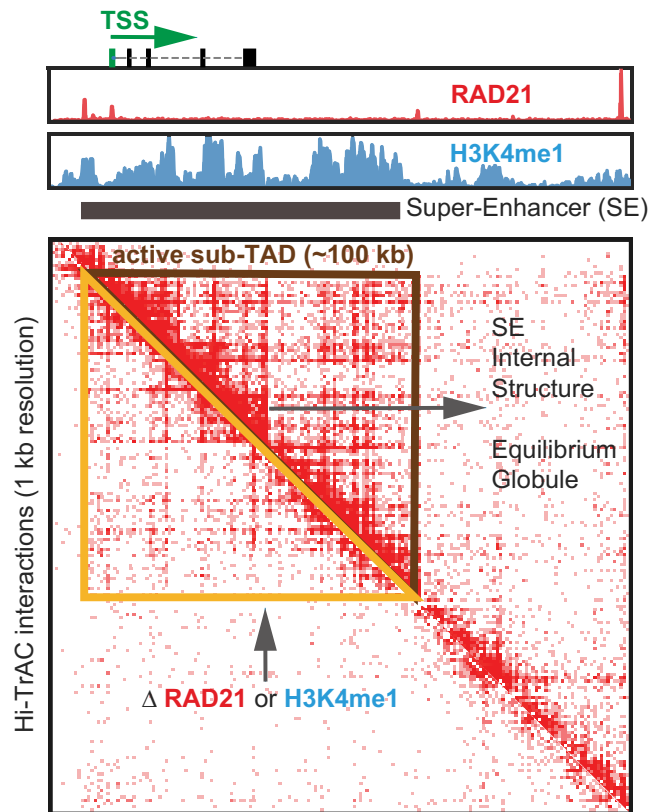 TSS
RAD21
H3K4me1
Super-Enhancer (SE)
active sub-TAD (~100 kb)
SE
Internal
Structure
Equilibrium
Globule
Hi-TrAC interactions (1 kb resolution)
Δ RAD21 or H3K4me1